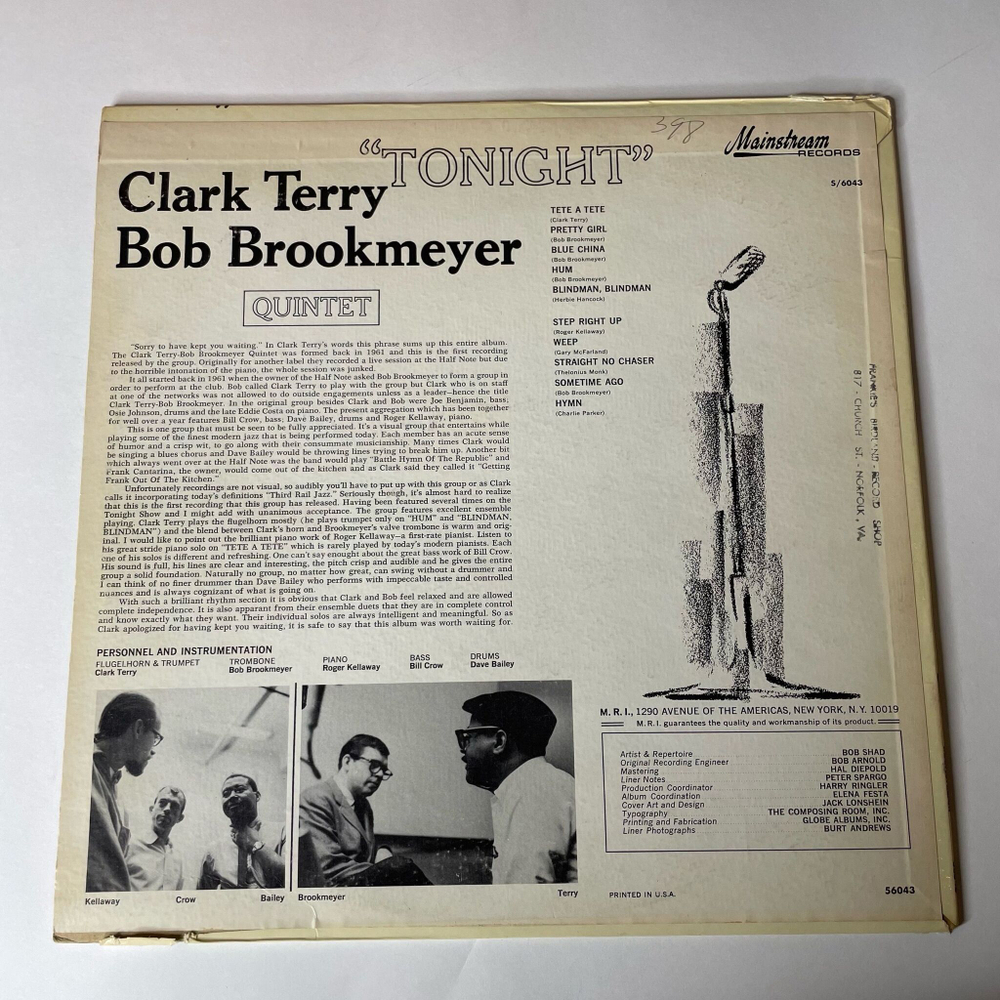 398
"TONIGHT"
Mainstream
RECORDS
S/6043
Clark Terry
Bob Brookmeyer
QUINTET
"Sorry to have kept you waiting." In Clark Terry's words this phrase sums up this entire album.
The Clark Terry-Bob Brookmeyer Quintet was formed back in 1961 and this is the first recording
released by the group. Originally for another label they recorded a live session at the Half Note but due
to the horrible intonation of the piano, the whole session was junked.
It all started back in 1961 when the owner of the Half Note asked Bob Brookmeyer to form a group in
order to perform at the club. Bob called Clark Terry to play with the group but Clark who is on staff
at one of the networks was not allowed to do outside engagements unless as a leader—hence the title
Clark Terry-Bob Brookmeyer. In the original group besides Clark and Bob were Joe Benjamin, bass;
Osie Johnson, drums and the late Eddie Costa on piano. The present aggregation which has been together
for well over a year features Bill Crow, bass; Dave Bailey, drums and Roger Kellaway, piano.
This is one group that must be seen to be fully appreciated. It's a visual group that entertains while
playing some of the finest modern jazz that is being performed today. Each member has an acute sense
of humor and a crisp wit, to go along with their consummate musicianship. Many times Clark would
be singing a blues chorus and Dave Bailey would be throwing lines trying to break him up. Another bit
which always went over at the Half Note was the band would play "Battle Hymn Of The Republic" and
Frank Cantarina, the owner, would come out of the kitchen and as Clark said they called it "Getting
Frank Out Of The Kitchen."
Unfortunately recordings are not visual, so audibly you'll have to put up with this group or as Clark
calls it incorporating today's definitions "Third Rail Jazz." Seriously though, it's almost hard to realize
that this is the first recording that this group has released. Having been featured several times on the
Tonight Show and I might add with unanimous acceptance. The group features excellent ensemble
playing. Clark Terry plays the flugelhorn mostly (he plays trumpet only on "HUM" and "BLINDMAN,
BLINDMAN") and the blend between Clark's horn and Brookmeyer's valve trombone is warm and orig-
inal. I would like to point out the brilliant piano work of Roger Kellaway—a first-rate pianist. Listen to
his great stride piano solo on "TETE A TETE" which is rarely played by today's modern pianists. Each
one of his solos is different and refreshing. One can't say enought about the great bass work of Bill Crow.
His sound is full, his lines are clear and interesting, the pitch crisp and audible and he gives the entire
group a solid foundation. Naturally no group, no matter how great, can swing without a drummer and
I can think of no finer drummer than Dave Bailey who performs with impeccable taste and controlled
nuances and is always cognizant of what is going on.
With such a brilliant rhythm section it is obvious that Clark and Bob feel relaxed and are allowed
complete independence. It is also apparant from their ensemble duets that they are in complete control
and know exactly what they want. Their individual solos are always intelligent and meaningful. So as
Clark apologized for having kept you waiting, it is safe to say that this album was worth waiting for.
TETE A TETE
(Clark Terry)
PRETTY GIRL
(Bob Brookmeyer)
BLUE CHINA
(Bob Brookmeyer)
HUM
(Bob Brookmeyer)
BLINDMAN, BLINDMAN
(Herbie Hancock)
STEP RIGHT UP
(Roger Kellaway)
WEEP
(Gary McFarland)
STRAIGHT NO CHASER
(Thelonius Monk)
SOMETIME AGO
(Bob Brookmeyer)
HYMN
(Charlie Parker)
RECORD SHOP
817 - CHURCH ST. - NORFOLK, VA.
PERSONNEL AND INSTRUMENTATION
FLUGELHORN & TRUMPET TROMBONE PIANO BASS DRUMS
Clark Terry Bob Brookmeyer Roger Kellaway Bill Crow Dave Bailey
Kellaway Crow Bailey Brookmeyer Terry
M.R.I., 1290 AVENUE OF THE AMERICAS, NEW YORK, N.Y. 10019
M.R.I. guarantees the quality and workmanship of its product.
Artist & Repertoire BOB SHAD
Original Recording Engineer BOB ARNOLD
Mastering HAL DIEPOLD
Liner Notes PETER SPARGO
Production Coordinator HARRY RINGLER
Album Coordination ELENA FESTA
Cover Art and Design JACK LONSHEIN
Typography THE COMPOSING ROOM, INC.
Printing and Fabrication GLOBE ALBUMS, INC.
Liner Photographs BURT ANDREWS
PRINTED IN U.S.A.
56043